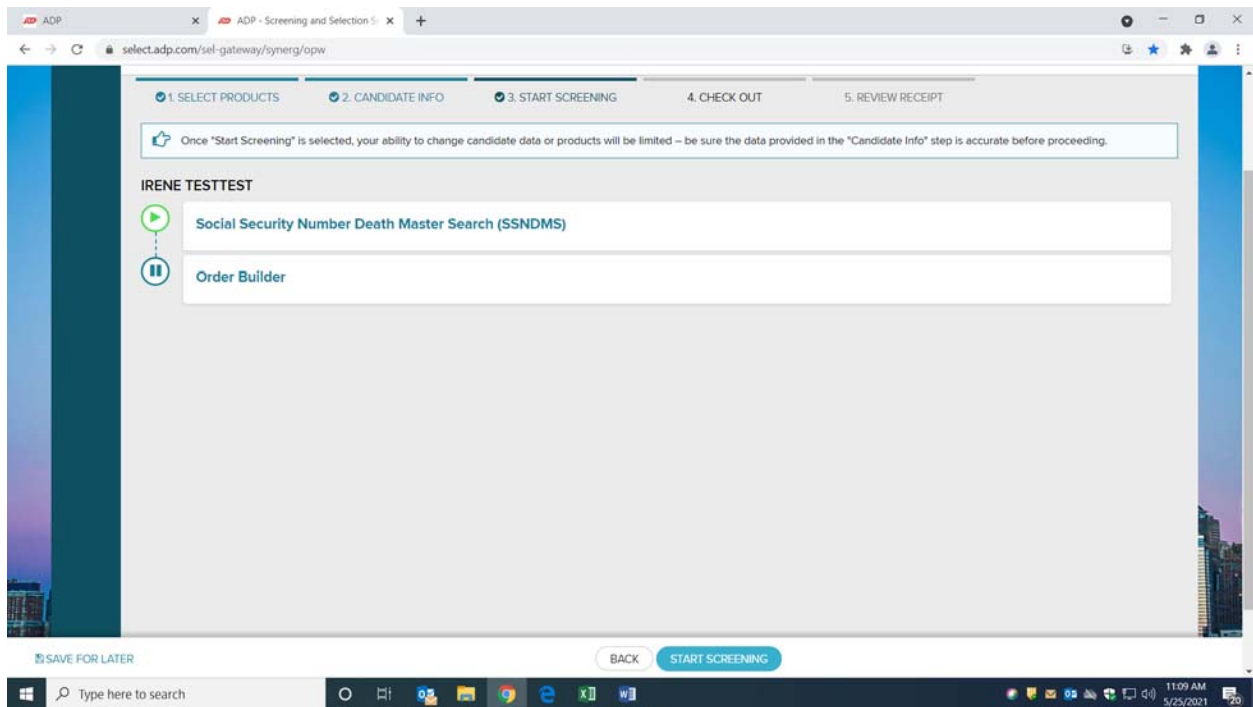 ADP
ADP - Screening and Selection S
select.adp.com/sel-gateway/synerg/opw
1. SELECT PRODUCTS
2. CANDIDATE INFO
3. START SCREENING
4. CHECK OUT
5. REVIEW RECEIPT
Once "Start Screening" is selected, your ability to change candidate data or products will be limited – be sure the data provided in the "Candidate Info" step is accurate before proceeding.
IRENE TESTTEST
Social Security Number Death Master Search (SSNDMS)
Order Builder
SAVE FOR LATER
BACK
START SCREENING
Type here to search
11:09 AM
5/25/2021
20